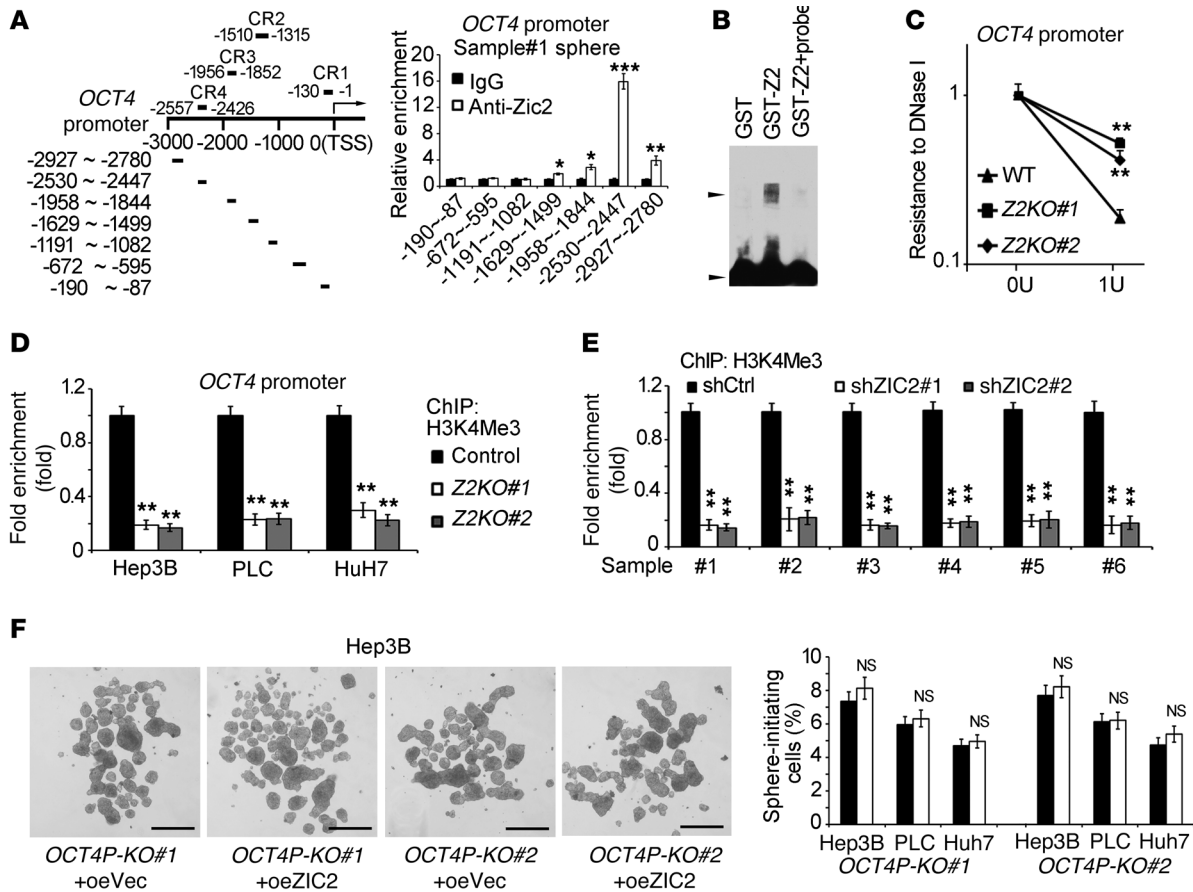 A
CR2
-1510 -1315
CR3
-1956 -1852
CR1
-130 -1
CR4
-2557 -2426
OCT4
promoter
-3000 -2000 -1000 0(TSS)
-2927 ~ -2780
-2530 ~ -2447
-1958 ~ -1844
-1629 ~ -1499
-1191 ~ -1082
-672 ~ -595
-190 ~ -87
OCT4 promoter
Sample#1 sphere
Relative enrichment
20
16
12
8
4
0
IgG
Anti-Zic2
*
*
***
**
-190~-87
-672~-595
-1191~-1082
-1629~-1499
-1958~-1844
-2530~-2447
-2927~-2780
B
GST
GST-Z2
GST-Z2+probe
C
OCT4 promoter
Resistance to DNase I
1
0.1
**
**
WT
Z2KO#1
Z2KO#2
0U 1U
D
OCT4 promoter
Fold enrichment
(fold)
1.2
0.8
0.4
0
** **
** **
** **
Hep3B PLC HuH7
ChIP:
H3K4Me3
Control
Z2KO#1
Z2KO#2
E
ChIP: H3K4Me3
shCtrl shZIC2#1 shZIC2#2
Fold enrichment
(fold)
1.2
0.8
0.4
0
** **
** **
** **
** **
** **
** **
Sample #1 #2 #3 #4 #5 #6
F
Hep3B
OCT4P-KO#1
+oeVec
OCT4P-KO#1
+oeZIC2
OCT4P-KO#2
+oeVec
OCT4P-KO#2
+oeZIC2
Sphere-initiating
cells (%)
10
8
6
4
2
0
NS NS NS NS NS NS
Hep3B PLC Huh7 Hep3B PLC Huh7
OCT4P-KO#1 OCT4P-KO#2